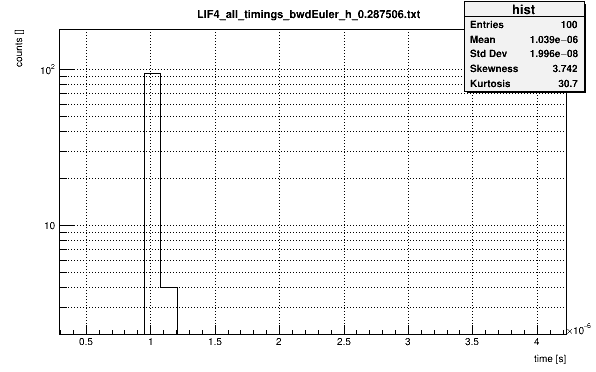 LIF4_all_timings_bwdEuler_h_0.287506.txt
hist
Entries 100
Mean 1.039e−06
Std Dev 1.996e−08
Skewness 3.742
Kurtosis 30.7
counts []
10²
10
0.5 1 1.5 2 2.5 3 3.5 4
×10⁻⁶
time [s]